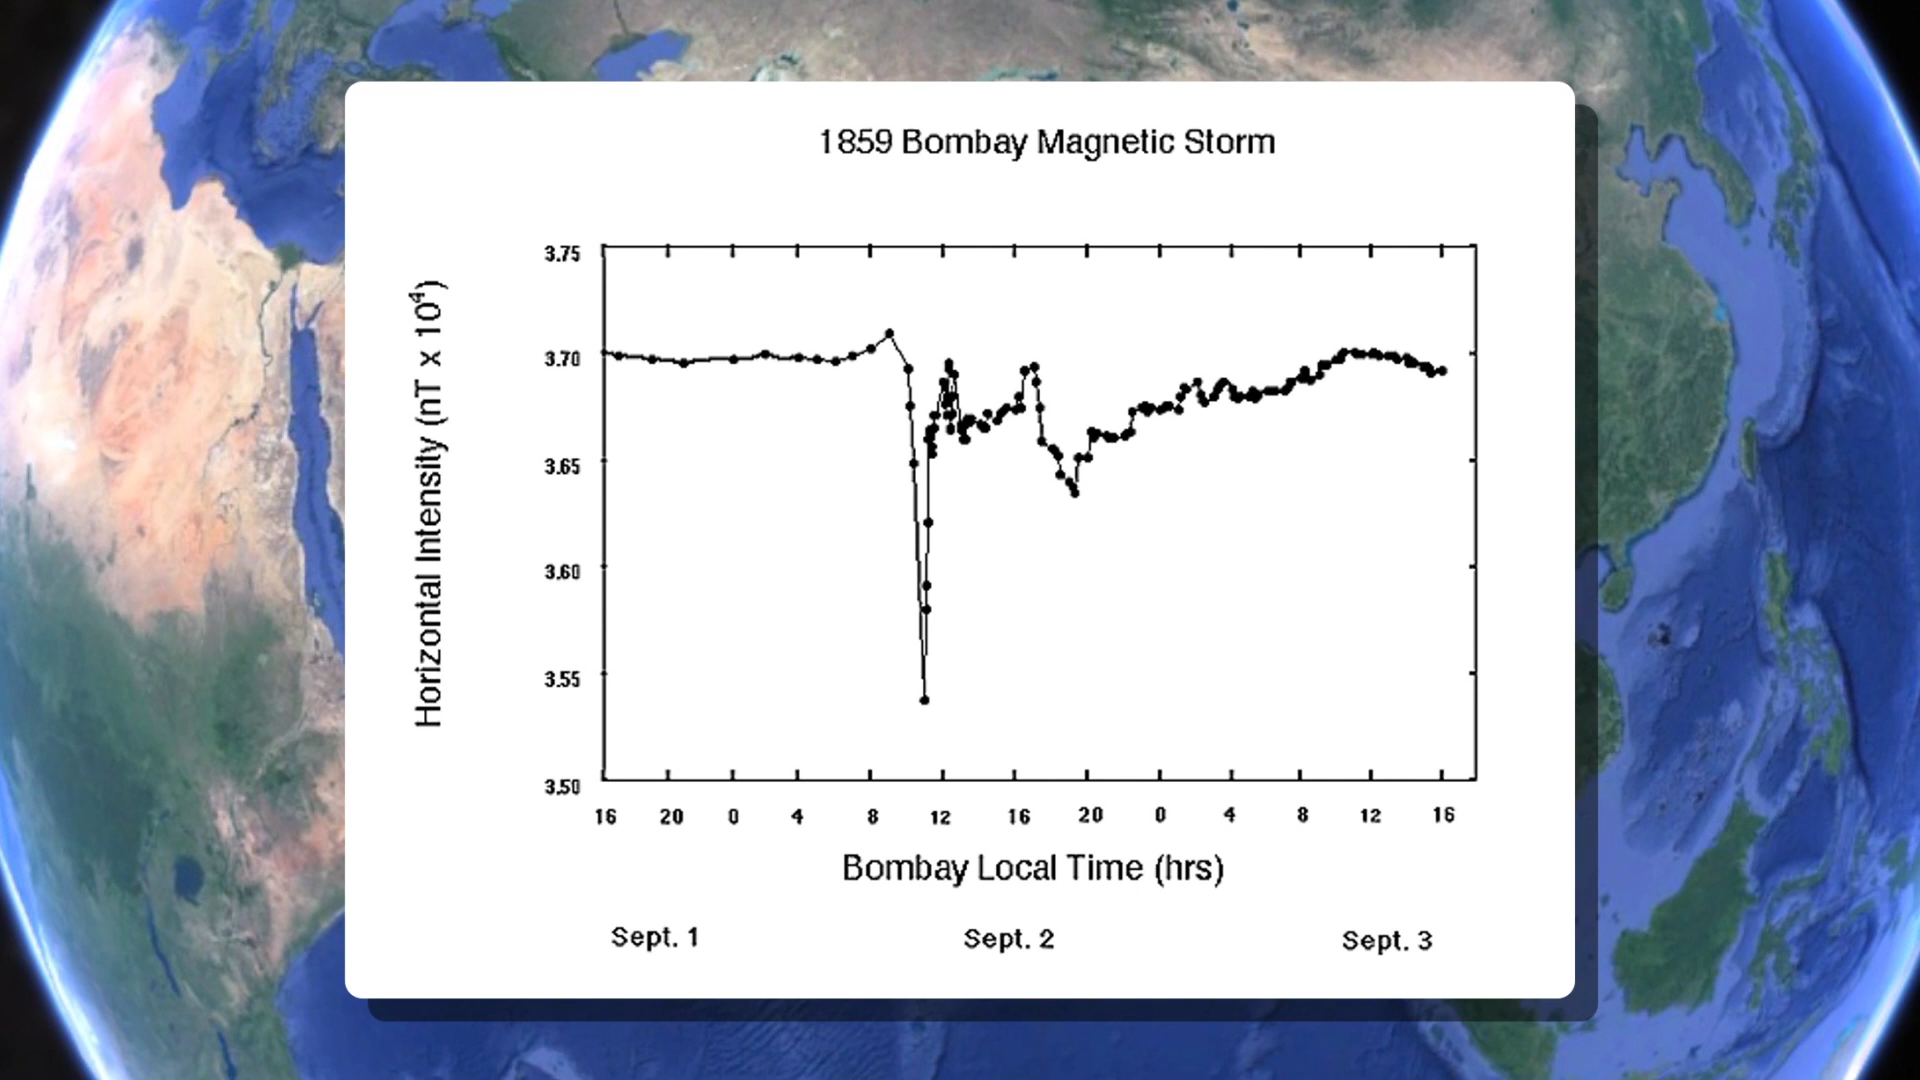 1859 Bombay Magnetic Storm
Horizontal Intensity (nT x 10⁴)
3.75
3.70
3.65
3.60
3.55
3.50
16 20 0 4 8 12 16 20 0 4 8 12 16
Bombay Local Time (hrs)
Sept. 1 Sept. 2 Sept. 3